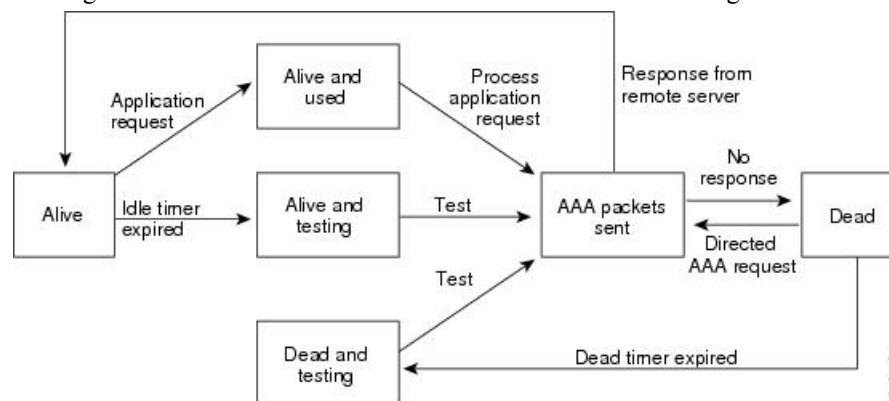 Alive and
used
Process
application
request
Response from
remote server
Application
request
Alive
Idle timer
expired
Alive and
testing
Test
AAA packets
sent
No
response
Dead
Directed
AAA request
Test
Dead and
testing
Dead timer expired